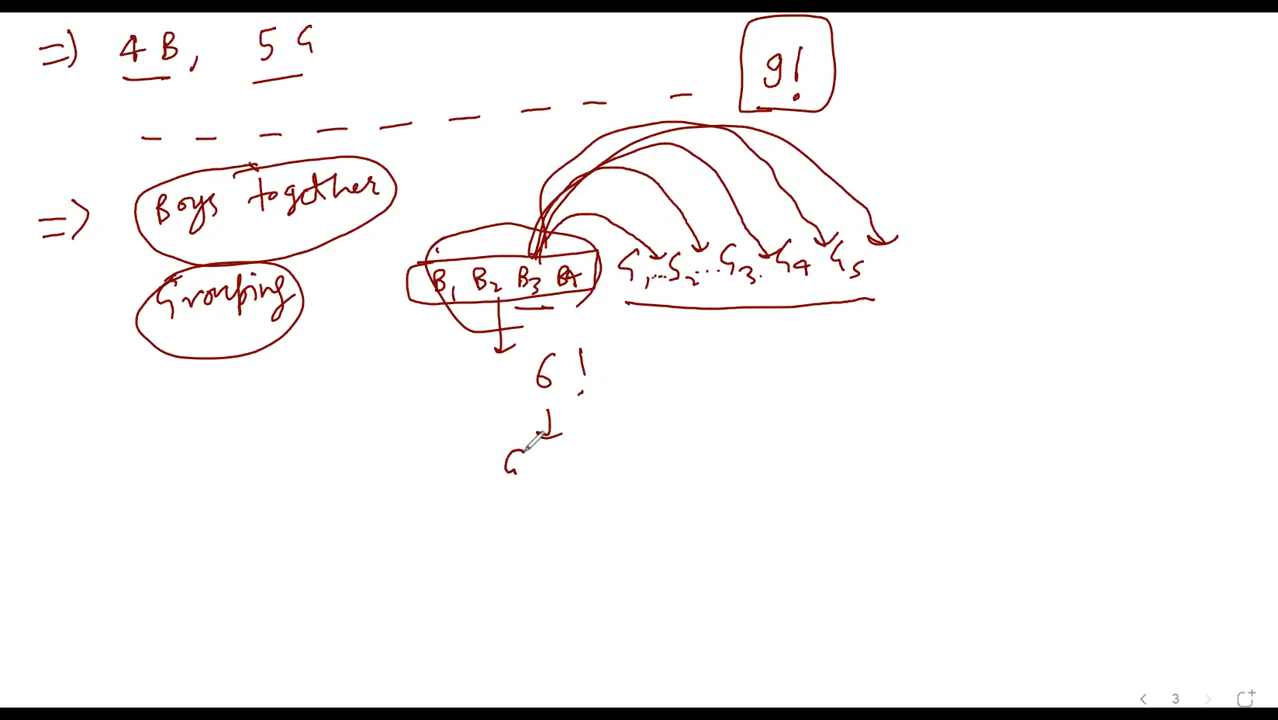 => 4 B, 5 G
9!
=> Boys Together
Grouping
B1 B2 B3 B4 G1 ... G2 ... G3. G4 G5
6 !
G
3